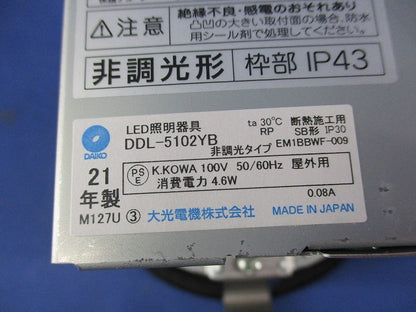 絶縁不良・感電のおそれあり
⚠注意
凸凹の大きい取付面の場合、防水
用シール剤で処理してください。
非調光形
枠部 IP43
LED照明器具
DDL-5102YB
非調光タイプ
ta 30℃ 断熱施工用
RP SB形 IP30
EM1BBWF-009
DAIKO
21年製
PSE K.KOWA 100V 50/60Hz 屋外用
消費電力 4.6W
0.08A
M127U ③ 大光電機株式会社 MADE IN JAPAN